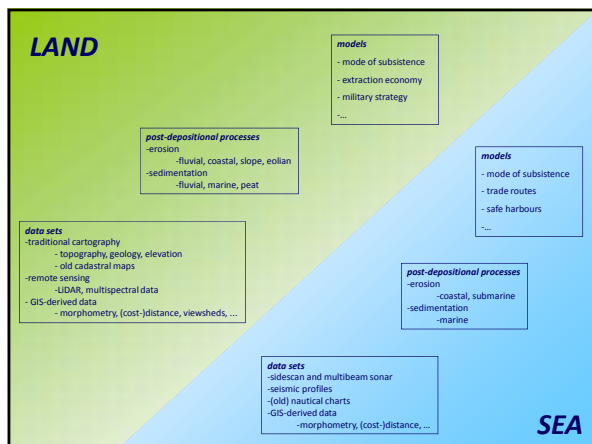 LAND
models
- mode of subsistence
- extraction economy
- military strategy
-...
post-depositional processes
-erosion
-fluvial, coastal, slope, eolian
-sedimentation
-fluvial, marine, peat
models
- mode of subsistence
- trade routes
- safe harbours
-...
data sets
-traditional cartography
- topography, geology, elevation
- old cadastral maps
-remote sensing
-LiDAR, multispectral data
- GIS-derived data
- morphometry, (cost-)distance, viewsheds, ...
post-depositional processes
-erosion
-coastal, submarine
-sedimentation
-marine
data sets
-sidescan and multibeam sonar
-seismic profiles
-(old) nautical charts
-GIS-derived data
-morphometry, (cost-)distance, ...
SEA